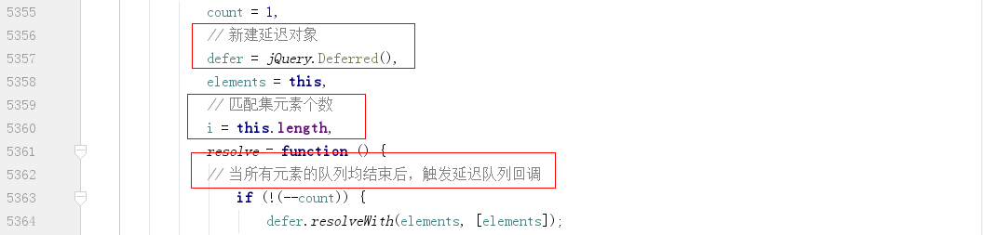 5355 count = 1,
5356 // 新建延迟对象
5357 defer = jQuery.Deferred(),
5358 elements = this,
5359 // 匹配集元素个数
5360 i = this.length,
5361 resolve = function () {
5362 // 当所有元素的队列均结束后，触发延迟队列回调
5363 if (!(--count)) {
5364 defer.resolveWith(elements, [elements]);